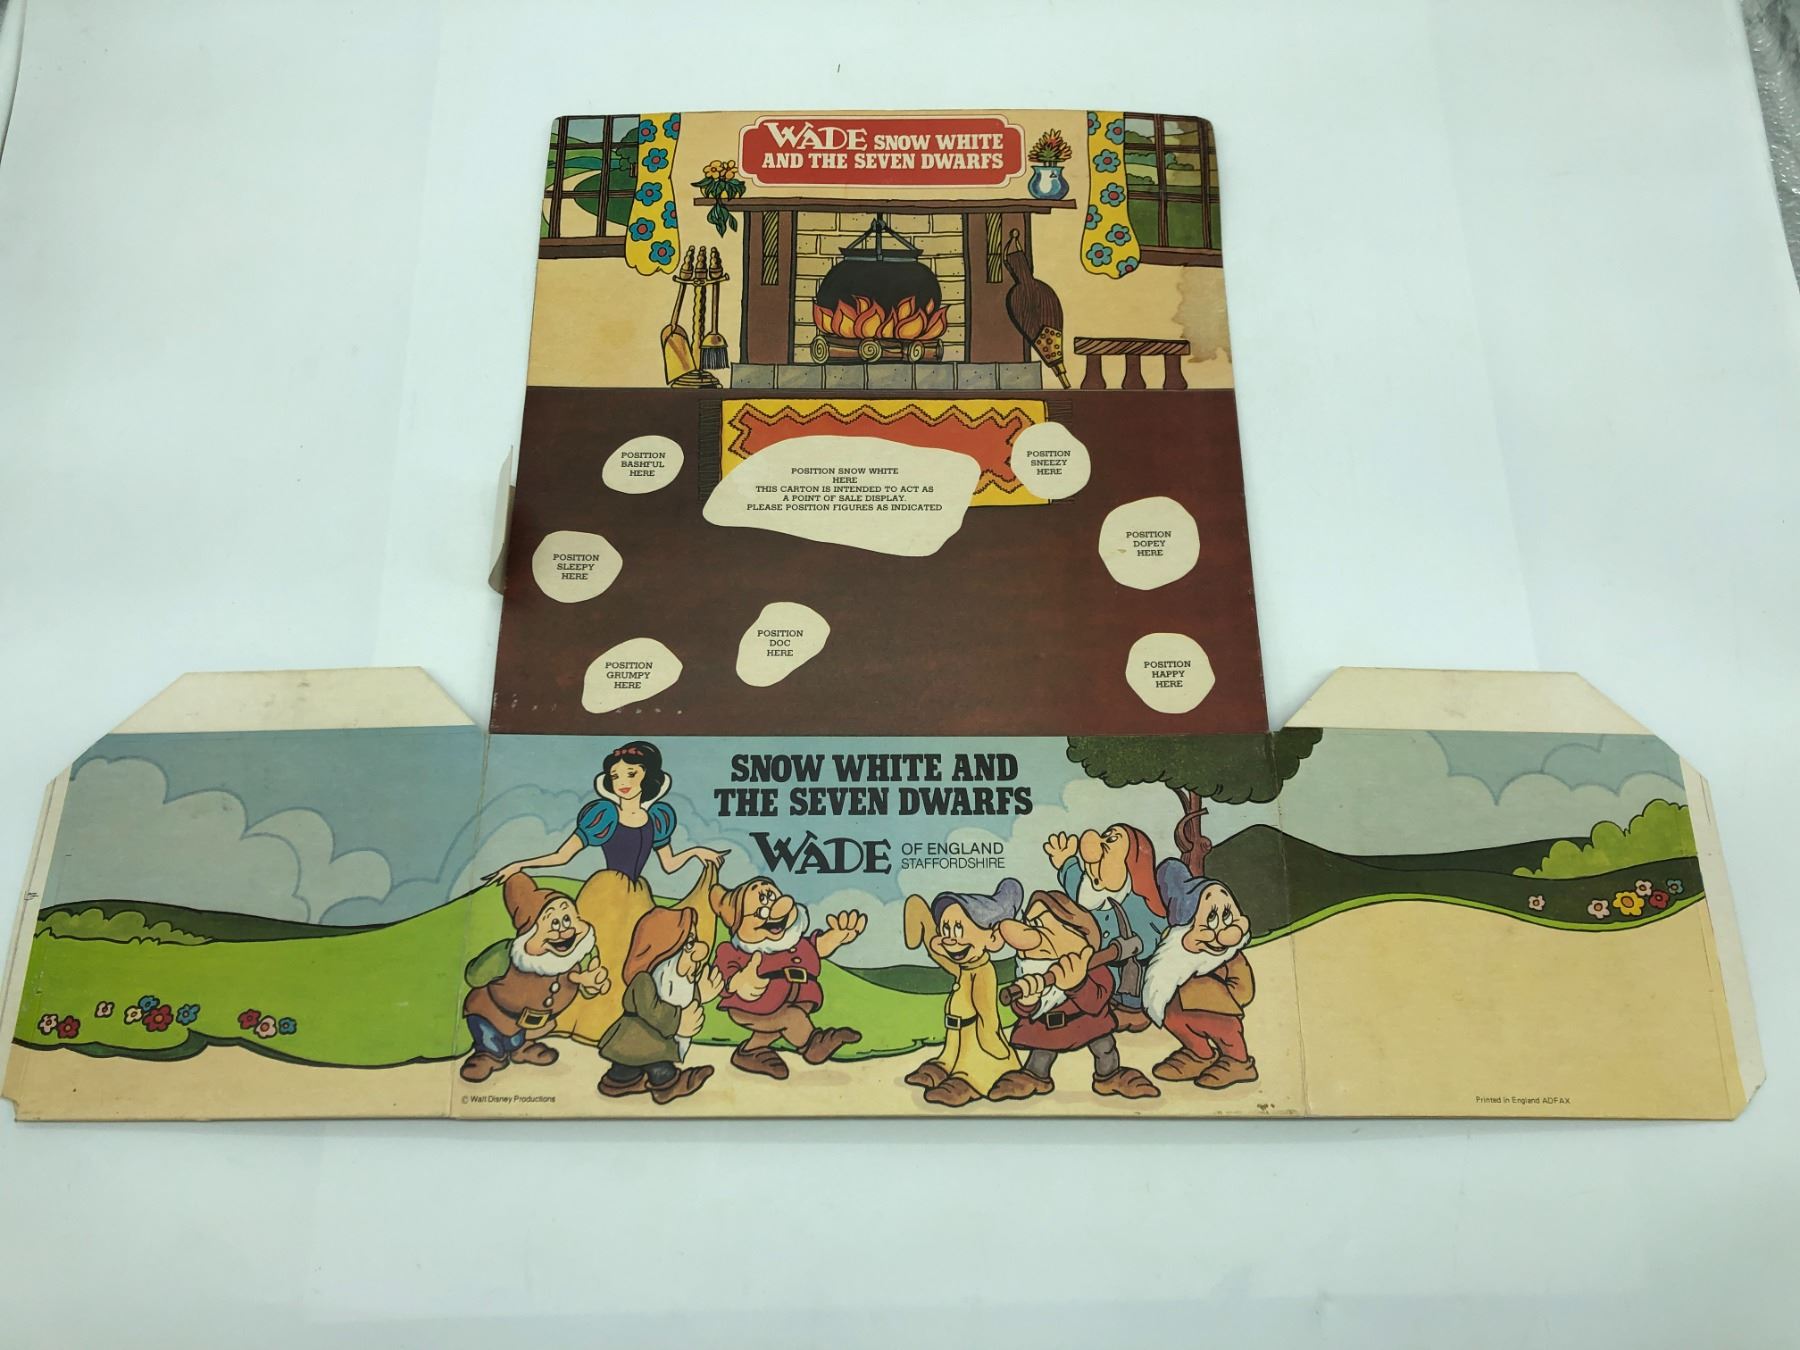 WADE SNOW WHITE
AND THE SEVEN DWARFS
POSITION
BASHFUL
HERE
POSITION SNOW WHITE
HERE
THIS CARTON IS INTENDED TO ACT AS
A POINT OF SALE DISPLAY.
PLEASE POSITION FIGURES AS INDICATED
POSITION
SNEEZY
HERE
POSITION
SLEEPY
HERE
POSITION
DOPEY
HERE
POSITION
DOC
HERE
POSITION
GRUMPY
HERE
POSITION
HAPPY
HERE
SNOW WHITE AND
THE SEVEN DWARFS
WADE OF ENGLAND
STAFFORDSHIRE
© Walt Disney Productions
Printed in England ADFAX